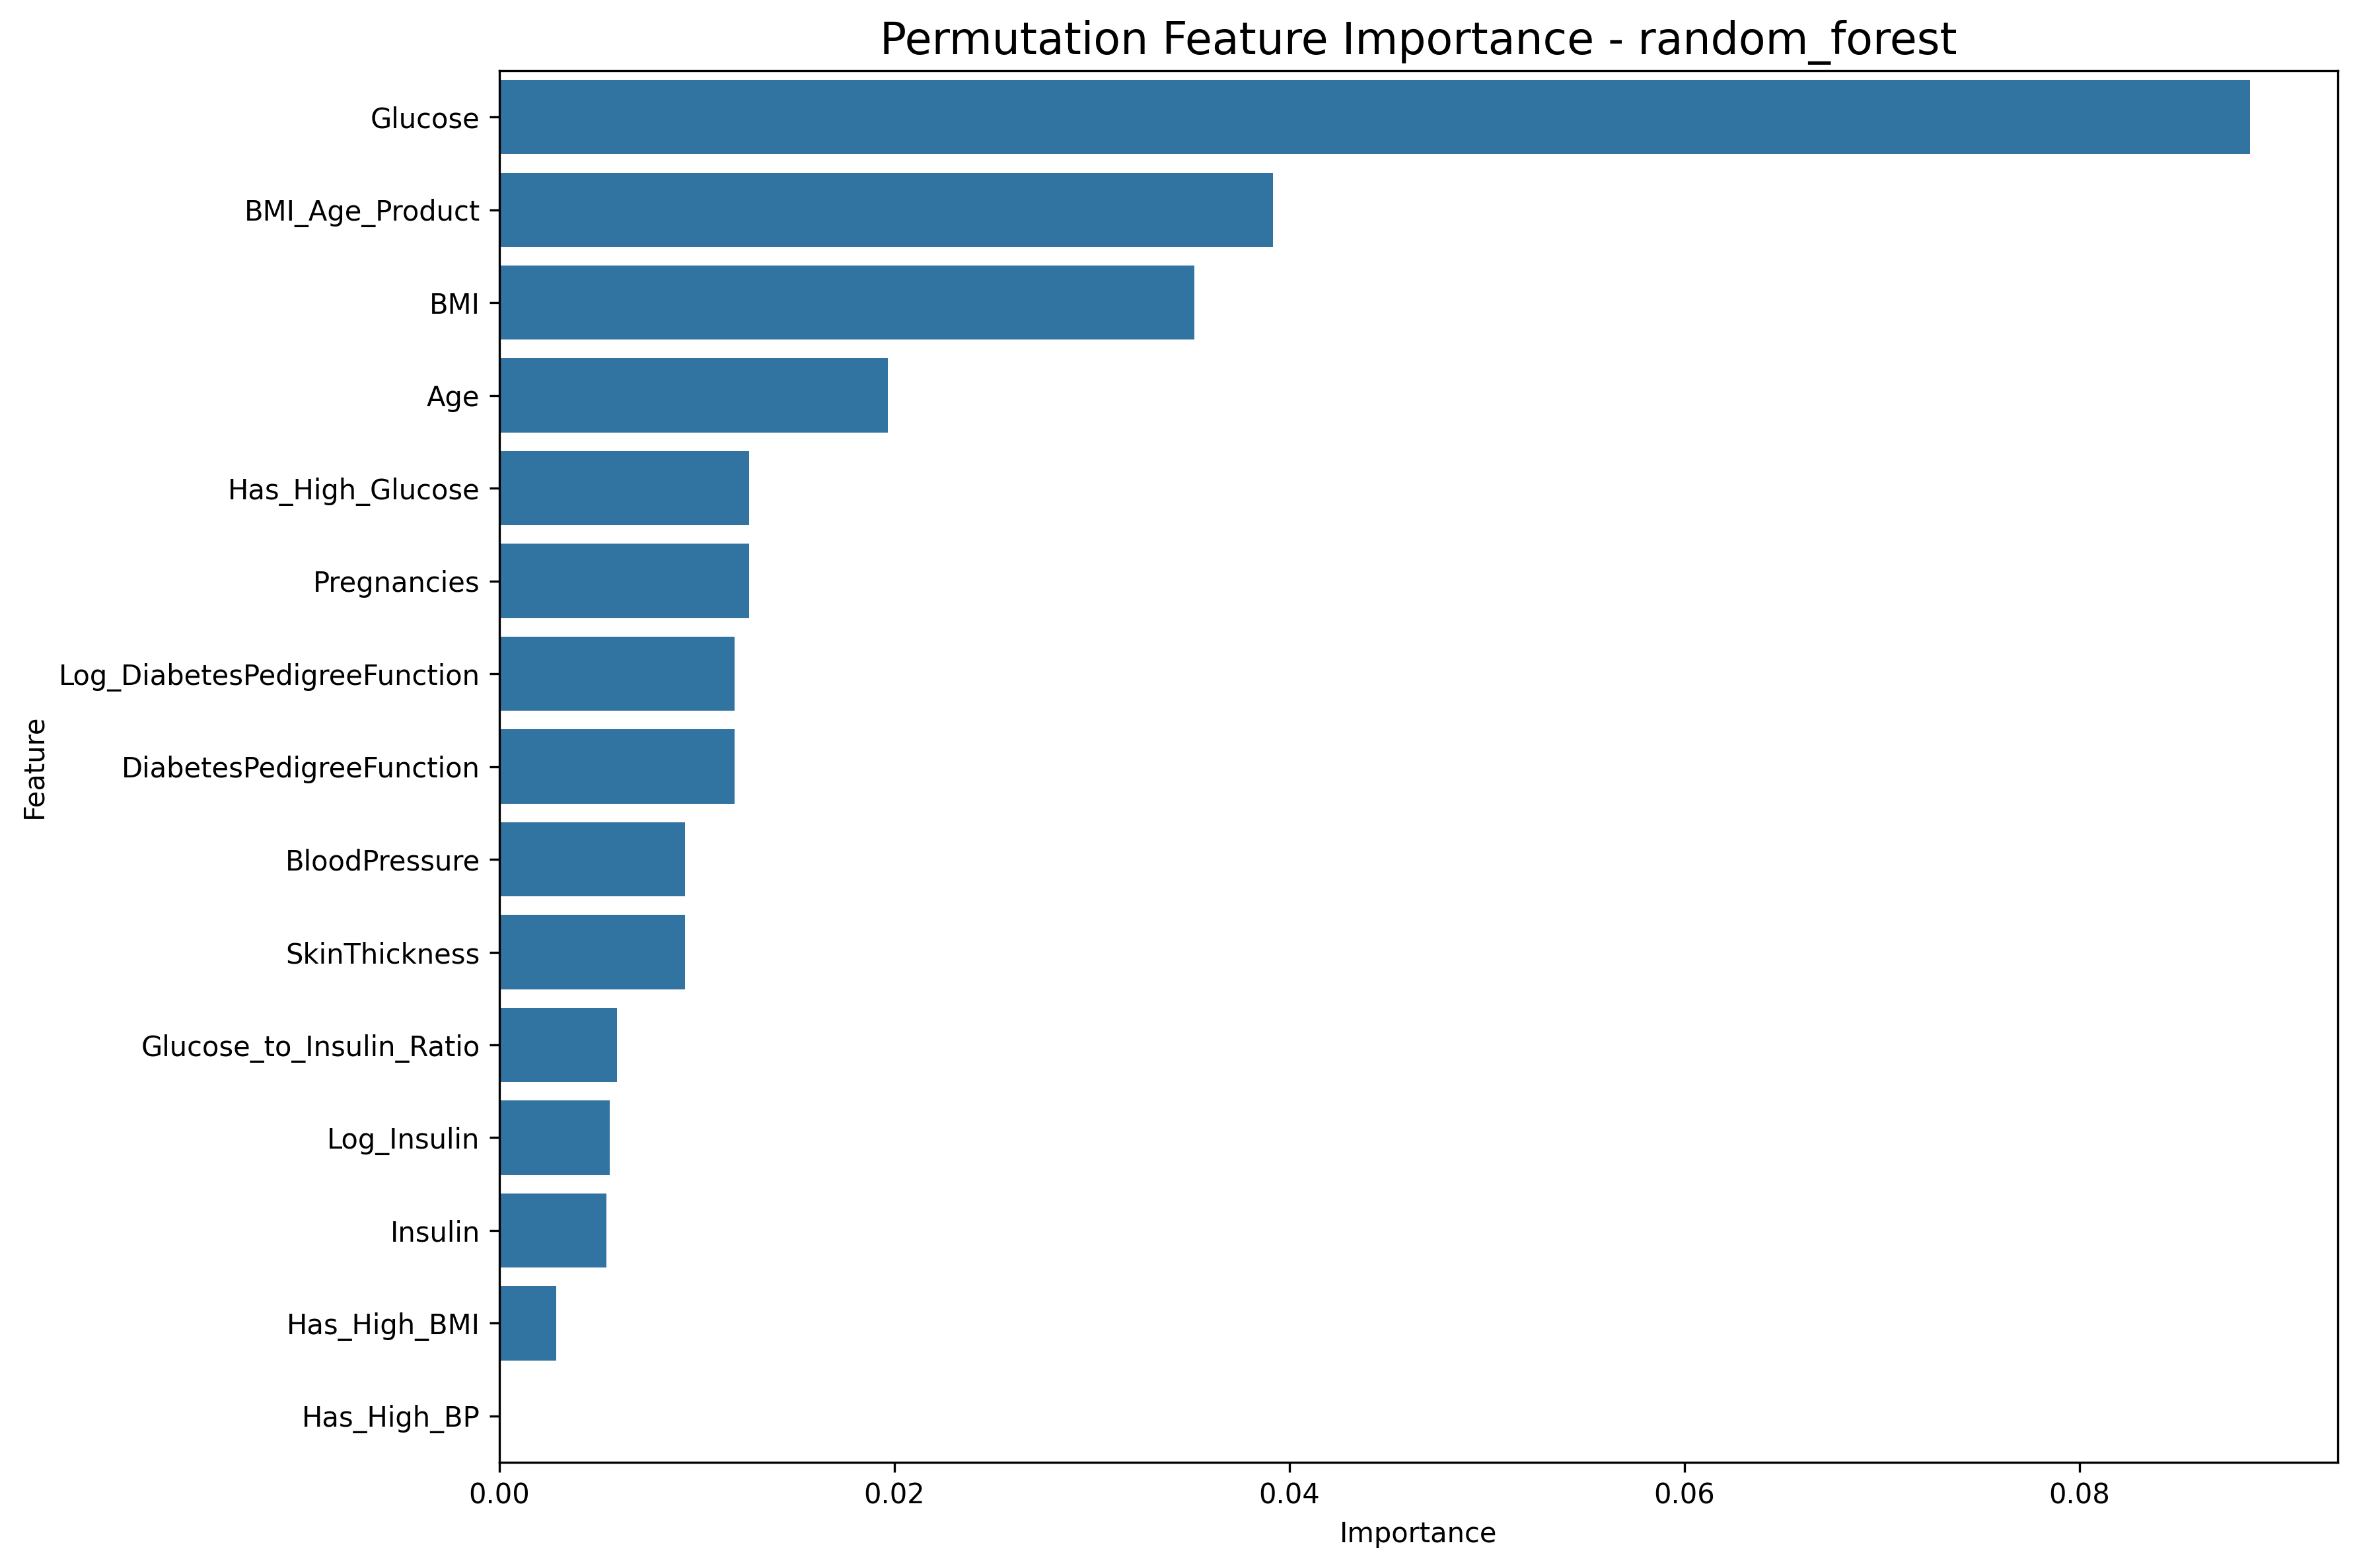 Permutation Feature Importance - random_forest
Glucose
BMI_Age_Product
BMI
Age
Has_High_Glucose
Pregnancies
Log_DiabetesPedigreeFunction
DiabetesPedigreeFunction
BloodPressure
SkinThickness
Glucose_to_Insulin_Ratio
Log_Insulin
Insulin
Has_High_BMI
Has_High_BP
Feature
0.00 0.02 0.04 0.06 0.08
Importance